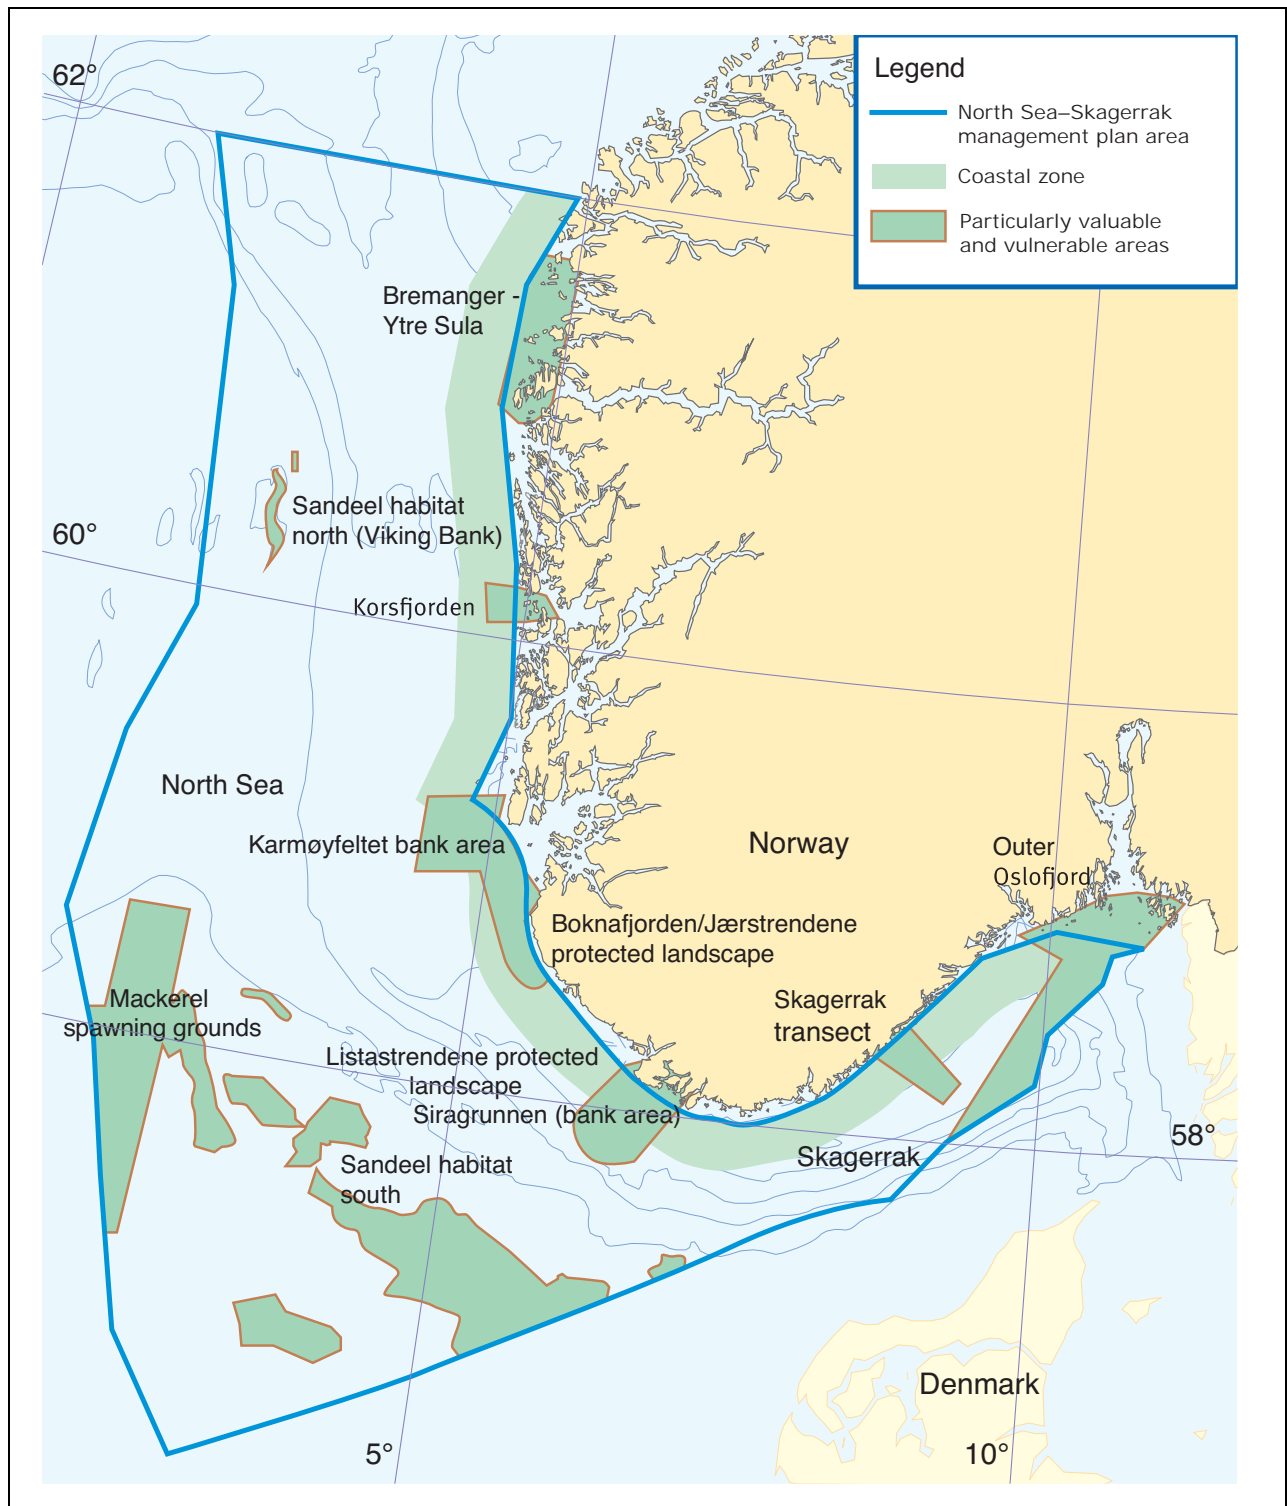 62°
Legend
North Sea–Skagerrak
management plan area
Coastal zone
Particularly valuable
and vulnerable areas
Bremanger -
Ytre Sula
Sandeel habitat
north (Viking Bank)
60°
Korsfjorden
North Sea
Karmøyfeltet bank area
Norway
Outer
Oslofjord
Boknafjorden/Jærstrendene
protected landscape
Mackerel
spawning grounds
Skagerrak
transect
Listastrendene protected
landscape
Siragrunnen (bank area)
58°
Skagerrak
Sandeel habitat
south
Denmark
5°
10°